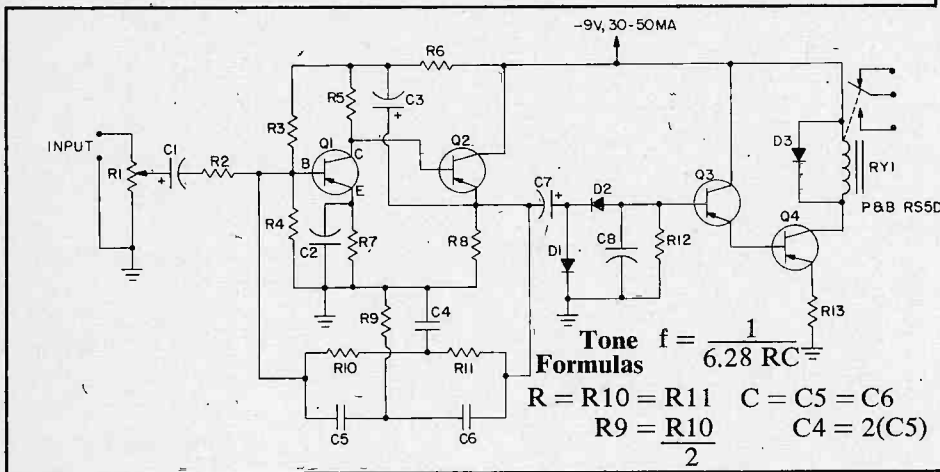 -9V, 30-50MA
R6
R5
C3
R3
Q1
Q2
INPUT
C1
R2
B
C
E
R1
+
+
R4
C2
R7
R8
C7
+
D2
D1
C8
R12
Q3
D3
RY1
P&B RS5D
Q4
R13
R9
C4
R10
R11
C5
C6
Tone
Formulas
f = 1
6.28 RC
R = R10 = R11 C = C5 = C6
R9 = R10
2
C4 = 2(C5)